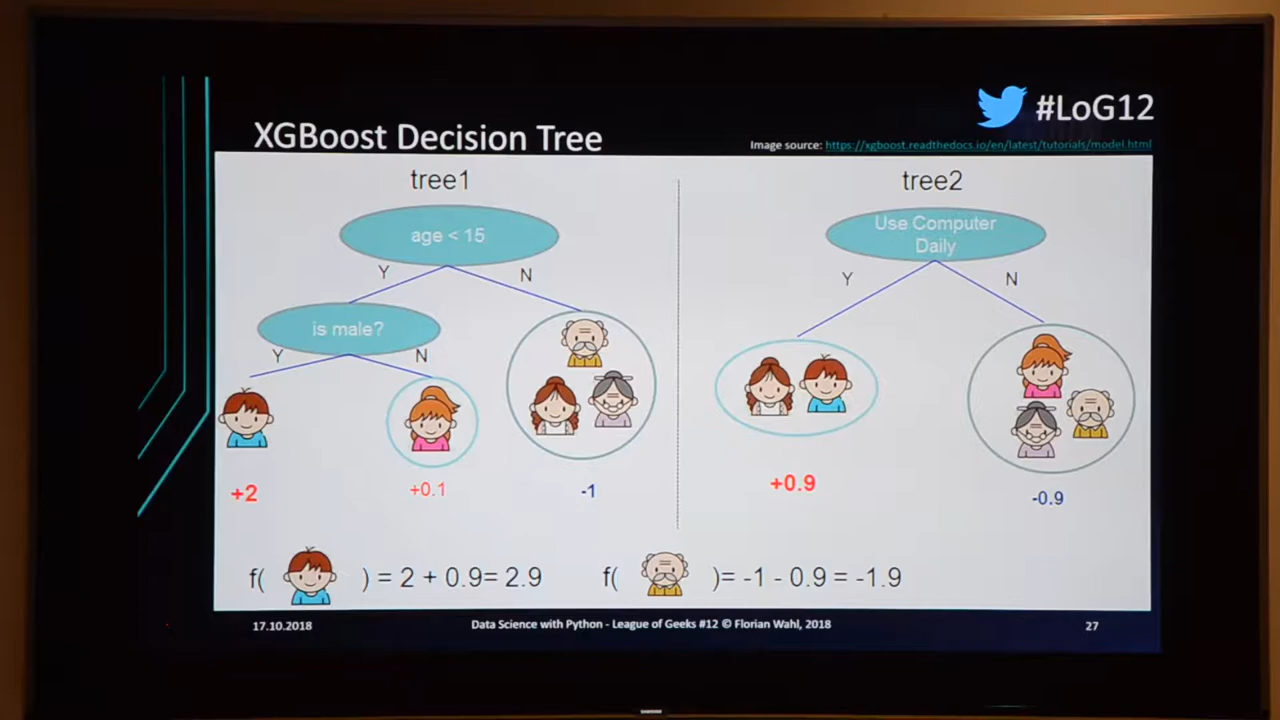 #LoG12
XGBoost Decision Tree
Image source: https://xgboost.readthedocs.io/en/latest/tutorials/model.html
tree1
age < 15
Y
N
is male?
Y
N
+2
+0.1
-1
tree2
Use Computer
Daily
Y
N
+0.9
-0.9
f( ) = 2 + 0.9= 2.9
f( )= -1 - 0.9 = -1.9
17.10.2018
Data Science with Python - League of Geeks #12 © Florian Wahl, 2018
27
SAMSUNG